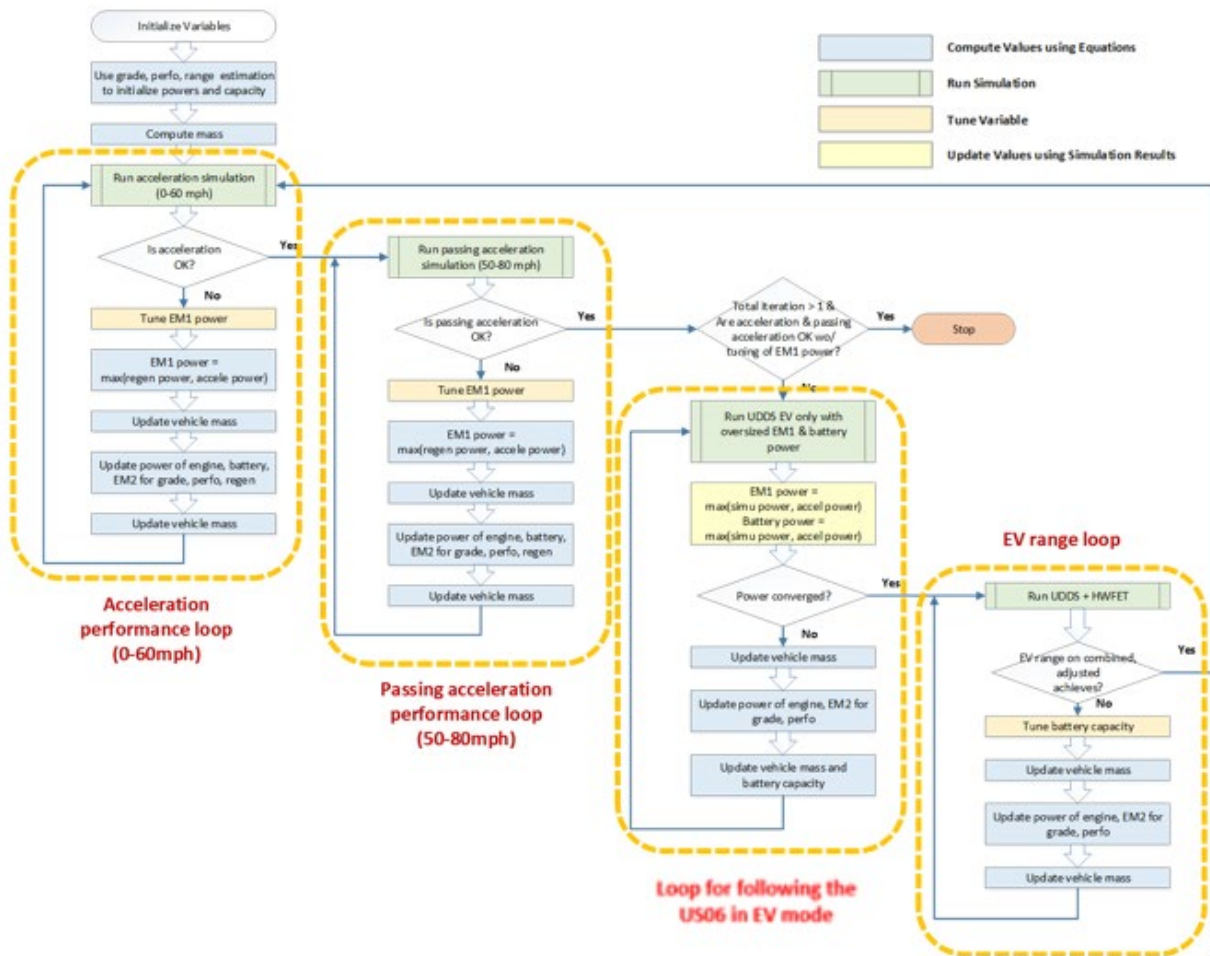 Initialize Variables
Use grade, perfo, range estimation
to initialize powers and capacity
Compute mass
Run acceleration simulation
(0-60 mph)
Is acceleration
OK?
Yes
No
Tune EM1 power
EM1 power =
max(regen power, accele power)
Update vehicle mass
Update power of engine, battery,
EM2 for grade, perfo, regen
Update vehicle mass
Acceleration
performance loop
(0-60mph)
Run passing acceleration
simulation (50-80 mph)
Is passing acceleration
OK?
Yes
No
Tune EM1 power
EM1 power =
max(regen power, accele power)
Update vehicle mass
Update power of engine, battery,
EM2 for grade, perfo, regen
Update vehicle mass
Passing acceleration
performance loop
(50-80mph)
Compute Values using Equations
Run Simulation
Tune Variable
Update Values using Simulation Results
Total iteration > 1 &
Are acceleration & passing
acceleration OK wo/
tuning of EM1 power?
Yes
Stop
No
Run UDDS EV only with
oversized EM1 & battery
power
EM1 power =
max(simu power, accel power)
Battery power =
max(simu power, accel power)
Power converged?
Yes
No
Update vehicle mass
Update power of engine, EM2 for
grade, perfo
Update vehicle mass and
battery capacity
Loop for following the
US06 in EV mode
EV range loop
Run UDDS + HWFET
EV range on combined,
adjusted
achieves?
Yes
No
Tune battery capacity
Update vehicle mass
Update power of engine, EM2 for
grade, perfo
Update vehicle mass